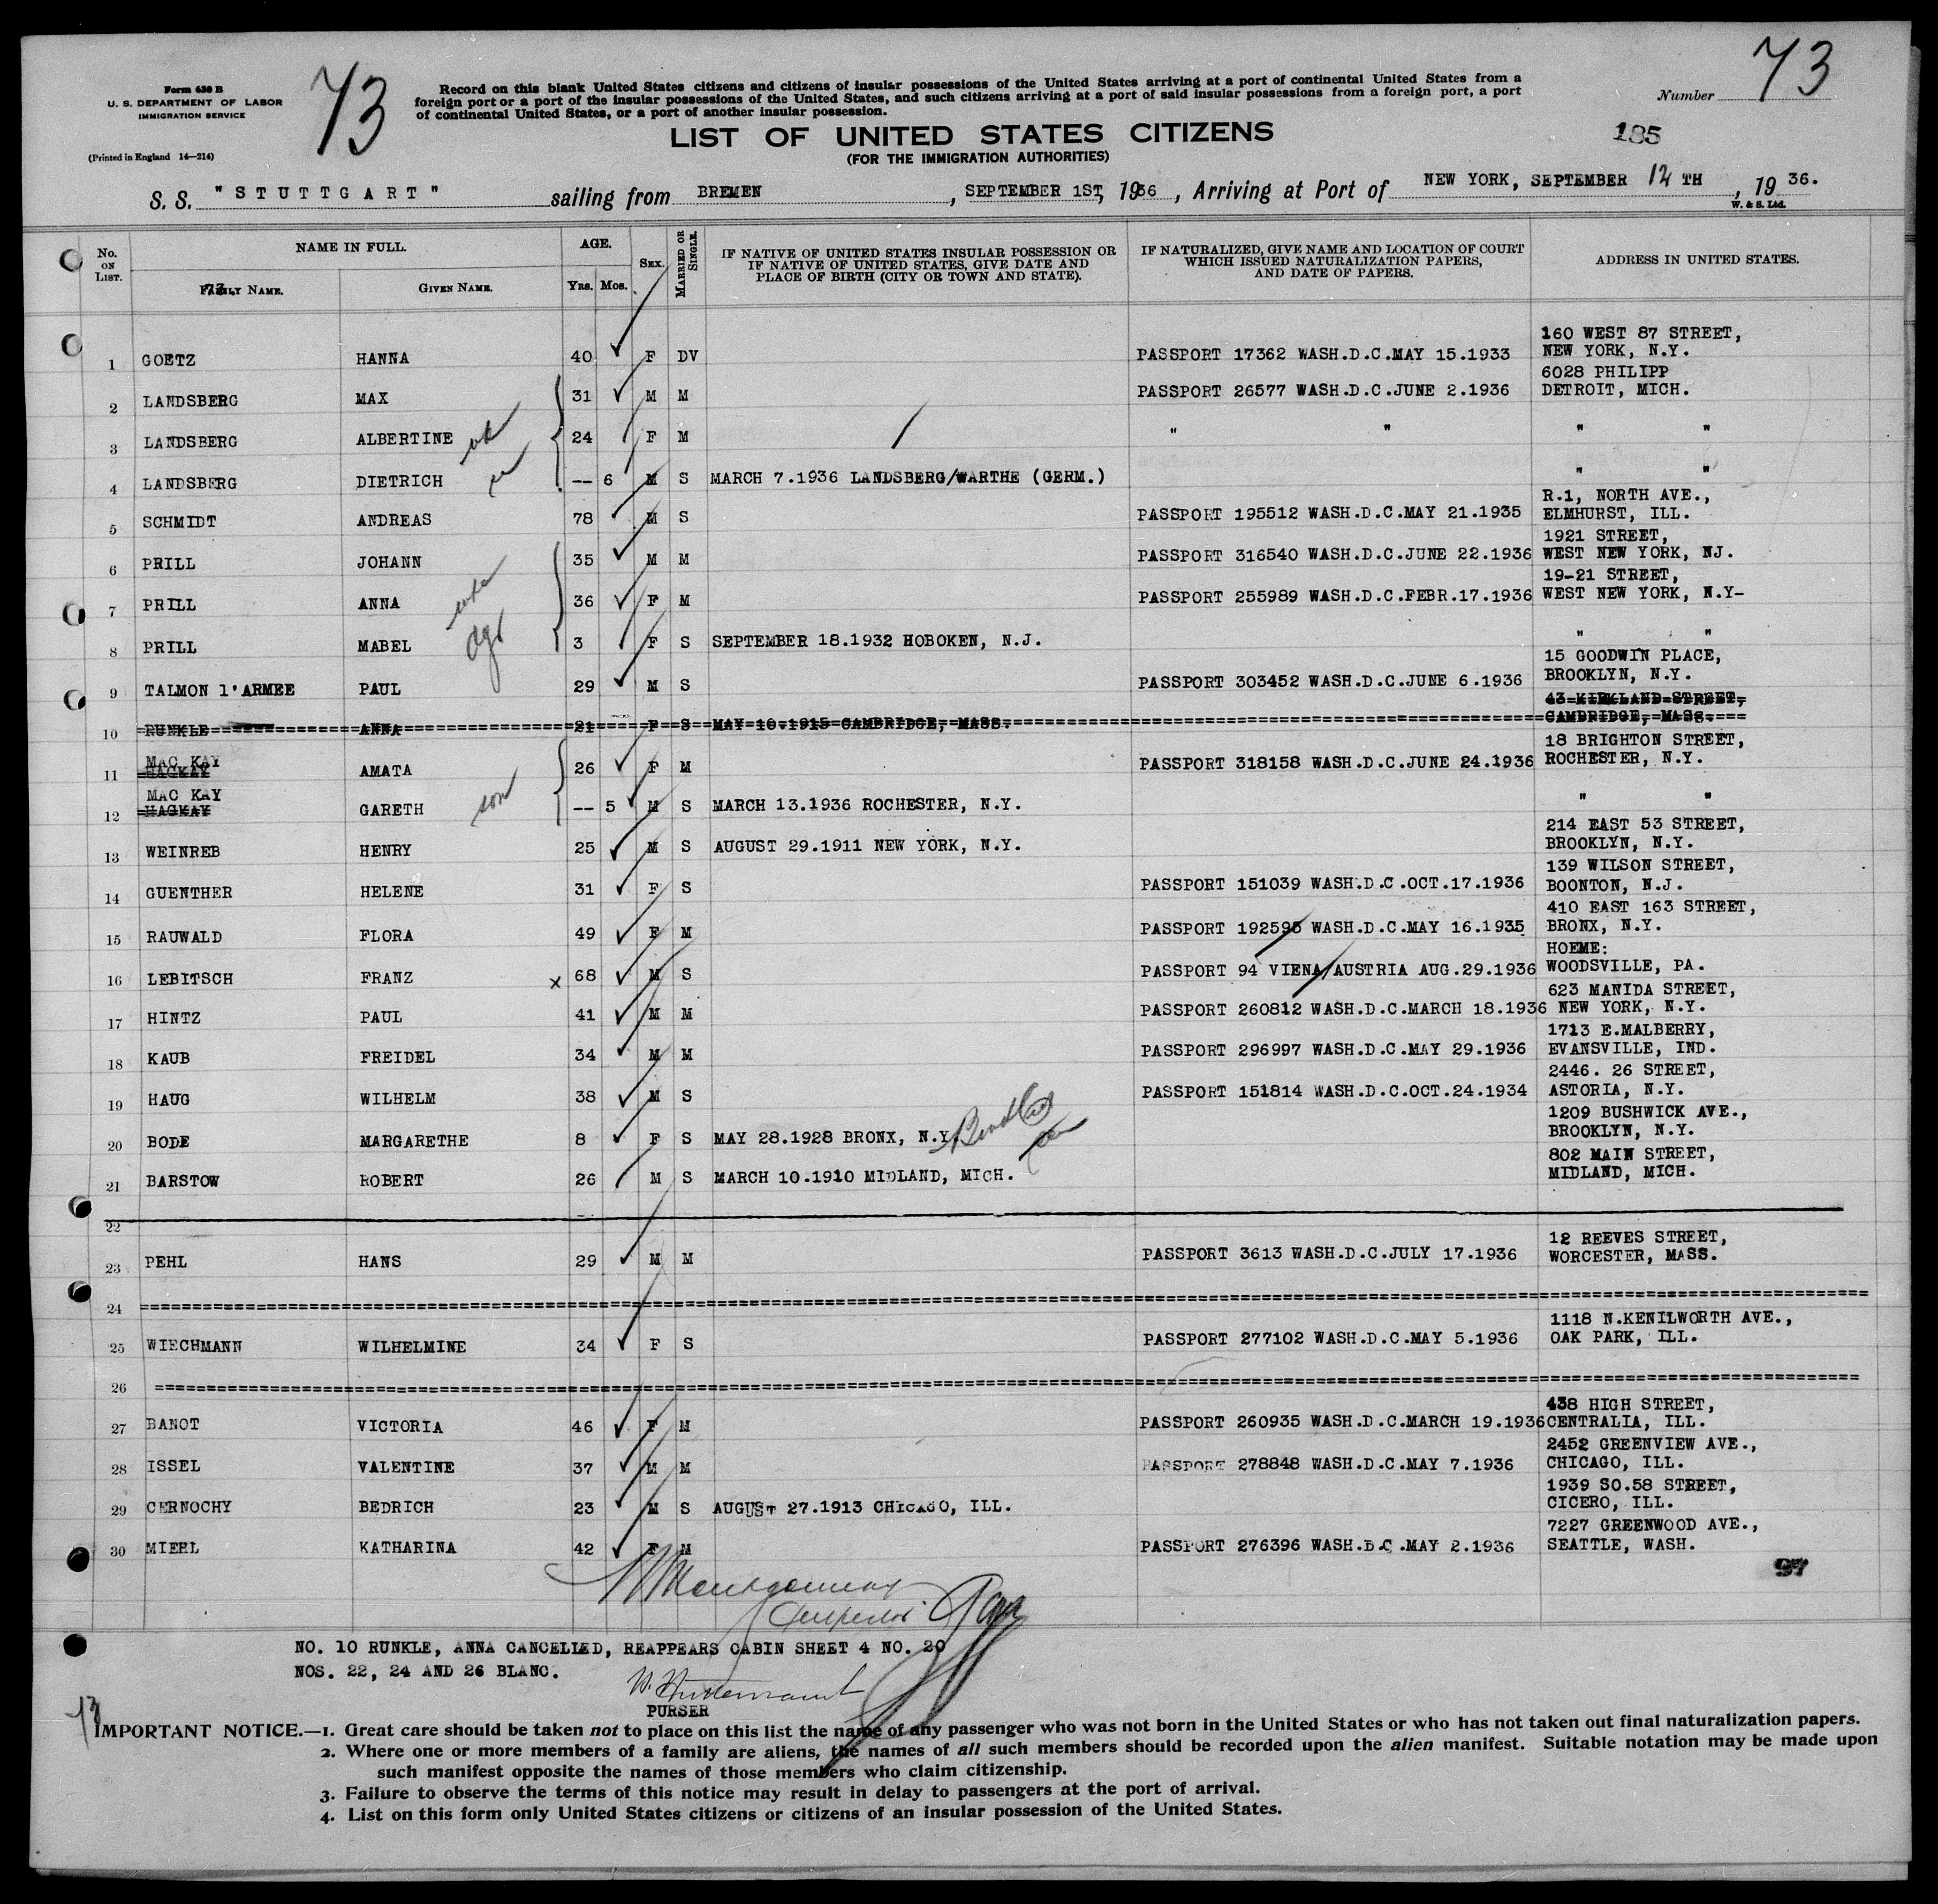 73
73
Form 630 B
U. S. DEPARTMENT OF LABOR
IMMIGRATION SERVICE
(Printed in England 14—214)
Record on this blank United States citizens and citizens of insular possessions of the United States arriving at a port of continental United States from a
foreign port or a port of the insular possessions of the United States, and such citizens arriving at a port of said insular possessions from a foreign port, a port
of continental United States, or a port of another insular possession.
Number
LIST OF UNITED STATES CITIZENS
185
(FOR THE IMMIGRATION AUTHORITIES)
S. S. "STUTTGART" sailing from BREMEN, SEPTEMBER 1ST, 1936, Arriving at Port of NEW YORK, SEPTEMBER 12TH, 1936.
W. & S. Ltd.
No. ON LIST. NAME IN FULL. FAMILY NAME. GIVEN NAME. AGE. Yrs. Mos. SEX. MARRIED OR SINGLE. IF NATIVE OF UNITED STATES INSULAR POSSESSION OR IF NATIVE OF UNITED STATES, GIVE DATE AND PLACE OF BIRTH (CITY OR TOWN AND STATE). IF NATURALIZED, GIVE NAME AND LOCATION OF COURT WHICH ISSUED NATURALIZATION PAPERS, AND DATE OF PAPERS. ADDRESS IN UNITED STATES.
1 GOETZ HANNA 40 F DV PASSPORT 17362 WASH.D.C.MAY 15.1933 160 WEST 87 STREET, NEW YORK, N.Y.
2 LANDSBERG MAX 31 M M PASSPORT 26577 WASH.D.C.JUNE 2.1936 6028 PHILIPP DETROIT, MICH.
3 LANDSBERG ALBERTINE 24 F M " " " "
4 LANDSBERG DIETRICH -- 6 M S MARCH 7.1936 LANDSBERG/WARTHE (GERM.) " "
5 SCHMIDT ANDREAS 78 M S PASSPORT 195512 WASH.D.C.MAY 21.1935 R.1, NORTH AVE., ELMHURST, ILL.
6 PRILL JOHANN 35 M M PASSPORT 316540 WASH.D.C.JUNE 22.1936 1921 STREET, WEST NEW YORK, NJ.
7 PRILL ANNA 36 F M PASSPORT 255989 WASH.D.C.FEBR.17.1936 19-21 STREET, WEST NEW YORK, N.Y-
8 PRILL MABEL dgt 3 F S SEPTEMBER 18.1932 HOBOKEN, N.J. " "
9 TALMON l'ARMEE PAUL 29 M S PASSPORT 303452 WASH.D.C.JUNE 6.1936 15 GOODWIN PLACE, BROOKLYN, N.Y.
10 RUNKLE ANNA 21 F S MAY 10.1915 CAMBRIDGE, MASS. 43 KIRKLAND STREET, CAMBRIDGE, MASS.
11 MAC KAY MACKAY AMATA 26 F M PASSPORT 318158 WASH.D.C.JUNE 24.1936 18 BRIGHTON STREET, ROCHESTER, N.Y.
12 MAC KAY MACKAY GARETH son -- 5 M S MARCH 13.1936 ROCHESTER, N.Y. " "
13 WEINREB HENRY 25 M S AUGUST 29.1911 NEW YORK, N.Y. 214 EAST 53 STREET, BROOKLYN, N.Y.
14 GUENTHER HELENE 31 F S PASSPORT 151039 WASH.D.C.OCT.17.1936 139 WILSON STREET, BOONTON, N.J.
15 RAUWALD FLORA 49 F M PASSPORT 192595 WASH.D.C.MAY 16.1935 410 EAST 163 STREET, BRONX, N.Y.
16 LEBITSCH FRANZ x 68 M S PASSPORT 94 VIENA/AUSTRIA AUG.29.1936 HOEME: WOODSVILLE, PA.
17 HINTZ PAUL 41 M M PASSPORT 260812 WASH.D.C.MARCH 18.1936 623 MANIDA STREET, NEW YORK, N.Y.
18 KAUB FREIDEL 34 M M PASSPORT 296997 WASH.D.C.MAY 29.1936 1713 E.MALBERRY, EVANSVILLE, IND.
19 HAUG WILHELM 38 M S PASSPORT 151814 WASH.D.C.OCT.24.1934 2446. 26 STREET, ASTORIA, N.Y.
20 BODE MARGARETHE 8 F S MAY 28.1928 BRONX, N.Y. 1209 BUSHWICK AVE., BROOKLYN, N.Y.
21 BARSTOW ROBERT 26 M S MARCH 10.1910 MIDLAND, MICH. 802 MAIN STREET, MIDLAND, MICH.
22
23 PEHL HANS 29 M M PASSPORT 3613 WASH.D.C.JULY 17.1936 12 REEVES STREET, WORCESTER, MASS.
24
25 WIECHMANN WILHELMINE 34 F S PASSPORT 277102 WASH.D.C.MAY 5.1936 1118 N.KENILWORTH AVE., OAK PARK, ILL.
26
27 BANOT VICTORIA 46 F M PASSPORT 260935 WASH.D.C.MARCH 19.1936 438 HIGH STREET, CENTRALIA, ILL.
28 ISSEL VALENTINE 37 M M PASSPORT 278848 WASH.D.C.MAY 7.1936 2452 GREENVIEW AVE., CHICAGO, ILL.
29 CERNOCHY BEDRICH 23 M S AUGUST 27.1913 CHICAGO, ILL. 1939 SO.58 STREET, CICERO, ILL.
30 MIEHL KATHARINA 42 F M PASSPORT 276396 WASH.D.C.MAY 2.1936 7227 GREENWOOD AVE., SEATTLE, WASH.
97
Montgomery
Inspector
NO. 10 RUNKLE, ANNA CANCELLED, REAPPEARS CABIN SHEET 4 NO. 20
NOS. 22, 24 AND 26 BLANC.
PURSER
73
IMPORTANT NOTICE.—1. Great care should be taken not to place on this list the name of any passenger who was not born in the United States or who has not taken out final naturalization papers.
2. Where one or more members of a family are aliens, the names of all such members should be recorded upon the alien manifest. Suitable notation may be made upon
such manifest opposite the names of those members who claim citizenship.
3. Failure to observe the terms of this notice may result in delay to passengers at the port of arrival.
4. List on this form only United States citizens or citizens of an insular possession of the United States.